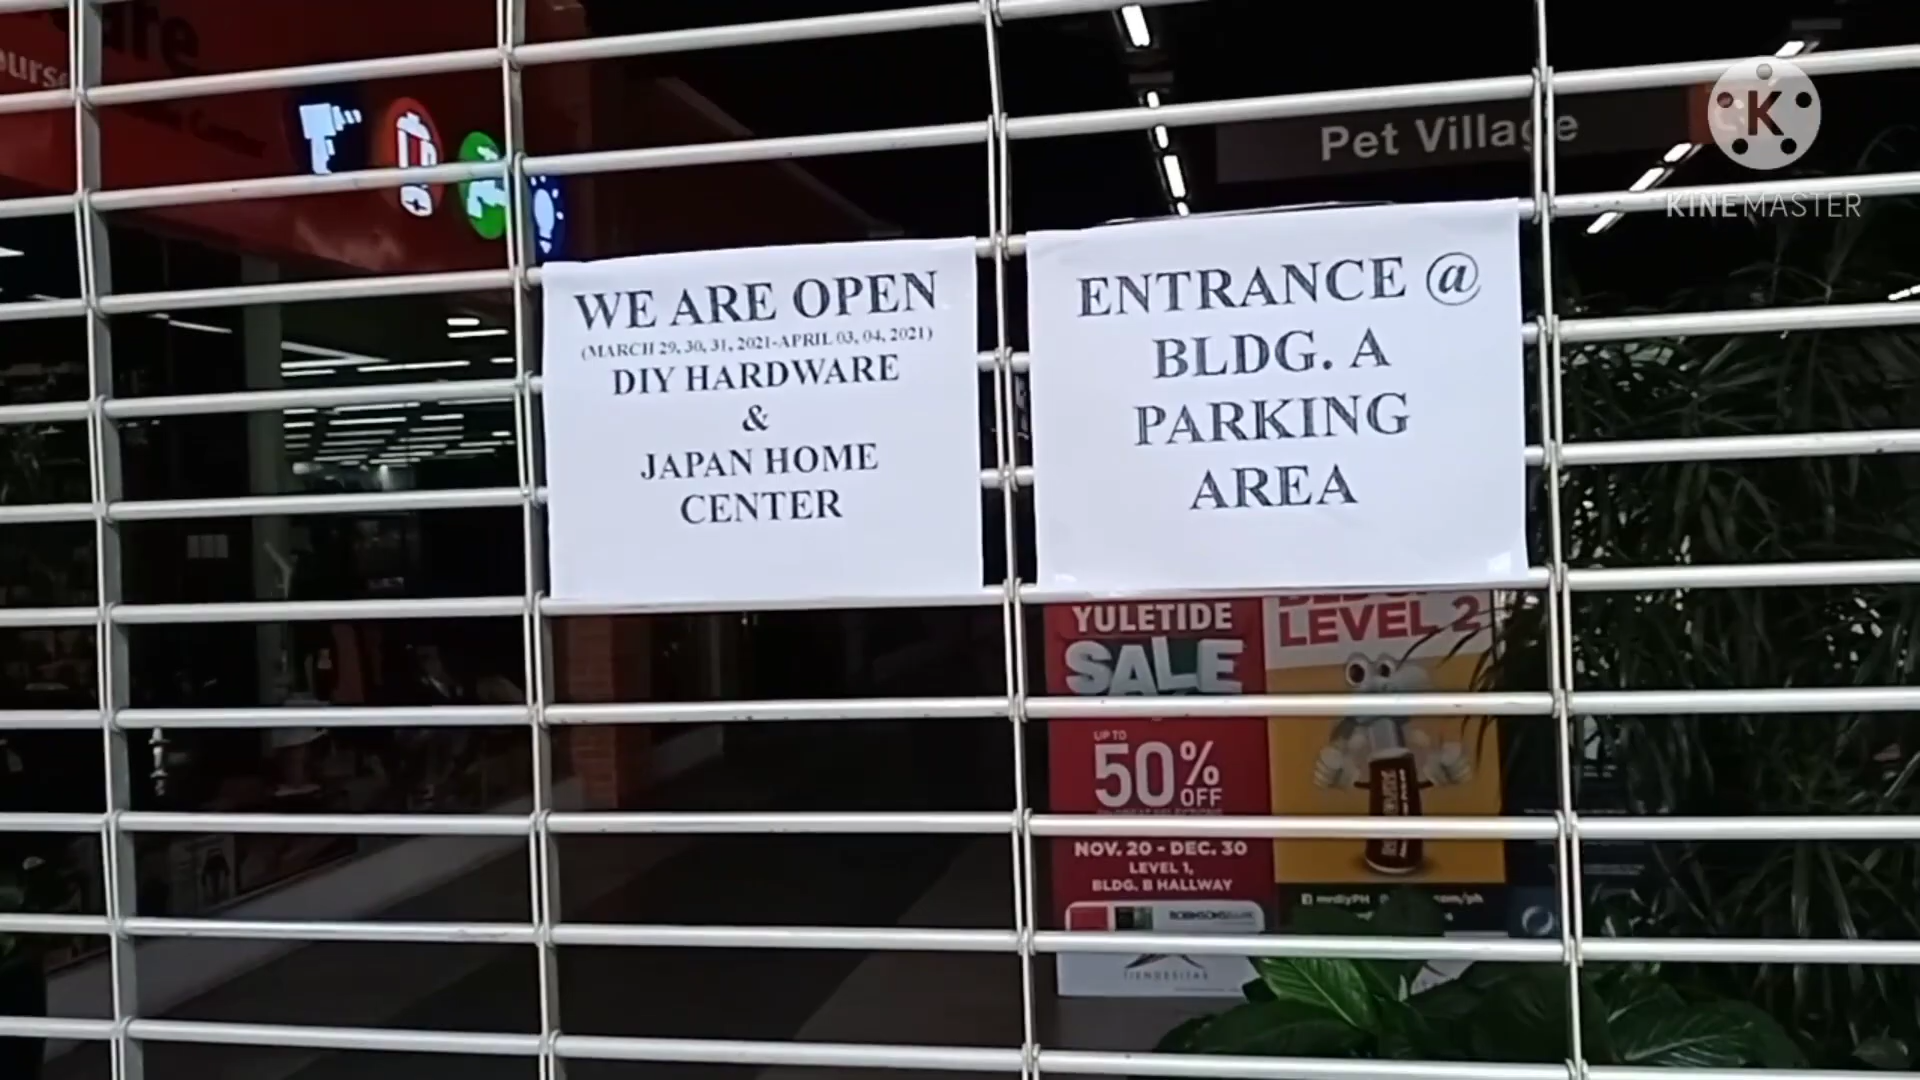 Pet Village
K
KINEMASTER
WE ARE OPEN
(MARCH 29, 30, 31, 2021-APRIL 03, 04, 2021)
DIY HARDWARE
&
JAPAN HOME
CENTER
ENTRANCE @
BLDG. A
PARKING
AREA
YULETIDE
SALE
UP TO
50% OFF
NOV. 20 - DEC. 30
LEVEL 1,
BLDG. B HALLWAY
TIENDESITAS
LEVEL 2
mrdiyPH